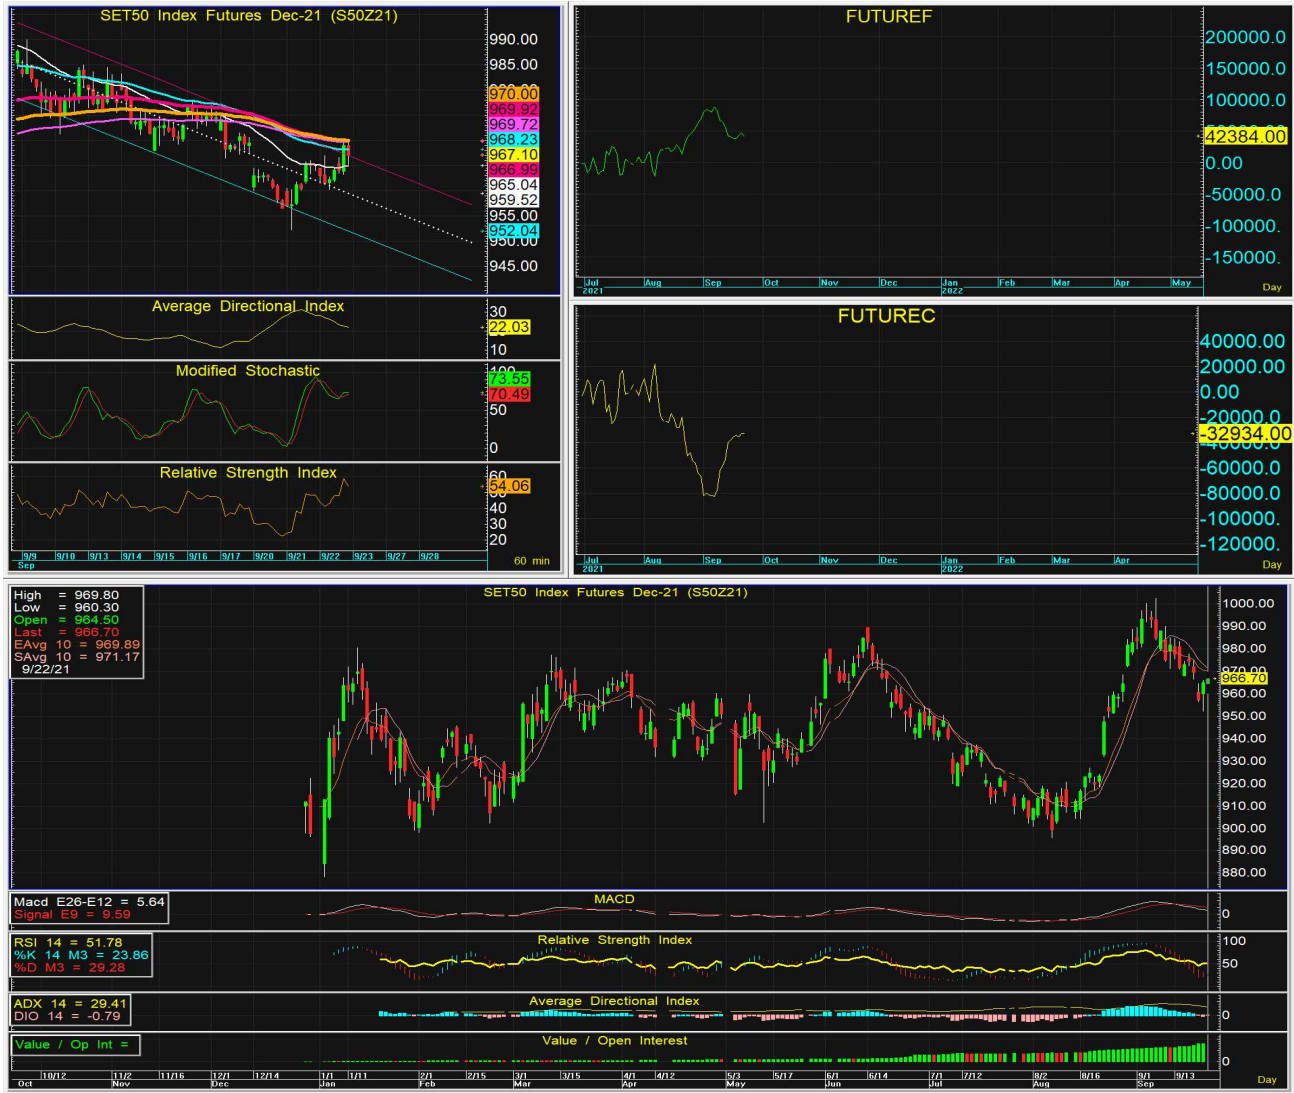 SET50 Index Futures Dec-21 (S50Z21)
990.00
985.00
970.00
969.92
969.72
968.23
967.10
966.99
965.04
959.52
955.00
952.04
950.00
945.00
Average Directional Index
30
22.03
10
Modified Stochastic
100
73.55
70.49
50
0
Relative Strength Index
60
54.06
40
20
9/9 9/10 9/13 9/14 9/15 9/16 9/17 9/20 9/21 9/22 9/23 9/27 9/28
Sep
60 min
FUTUREF
200000.0
150000.0
100000.0
42384.00
0.00
-50000.0
-100000.
-150000.
Jul Aug Sep Oct Nov Dec Jan Feb Mar Apr May
2021 2022
Day
FUTUREC
40000.00
20000.00
0.00
-20000.0
-32934.00
-60000.0
-80000.0
-100000.
-120000.
Jul Aug Sep Oct Nov Dec Jan Feb Mar Apr
2021 2022
Day
SET50 Index Futures Dec-21 (S50Z21)
High = 969.80
Low = 960.30
Open = 964.50
Last = 966.70
EAvg 10 = 969.89
SAvg 10 = 971.17
9/22/21
1000.00
990.00
980.00
970.00
966.70
960.00
950.00
940.00
930.00
920.00
910.00
900.00
890.00
880.00
MACD
Macd E26-E12 = 5.64
Signal E9 = 9.59
0
Relative Strength Index
RSI 14 = 51.78
%K 14 M3 = 23.86
%D M3 = 29.28
100
50
Average Directional Index
ADX 14 = 29.41
DIO 14 = -0.79
0
Value / Open Interest
Value / Op Int =
0
10/12 11/2 11/16 12/1 12/14 1/1 1/11 2/1 2/15 3/1 3/15 4/1 4/12 5/3 5/17 6/1 6/14 7/1 7/12 8/2 8/16 9/1 9/13
Oct Nov Dec Jan Feb Mar Apr May Jun Jul Aug Sep
Day